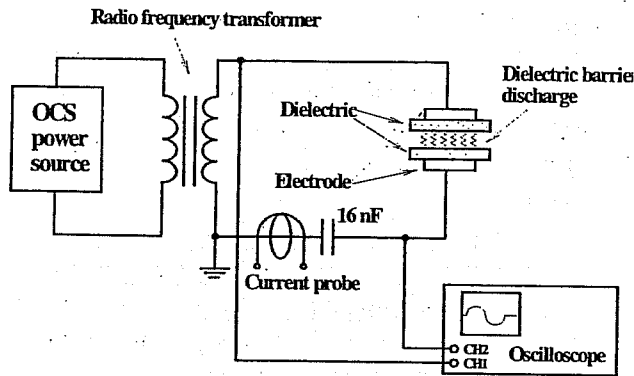 Radio frequency transformer
OCS
power
source
Dielectric barrier
discharge
Dielectric
Electrode
16 nF
Current probe
CH2
CH1
Oscilloscope